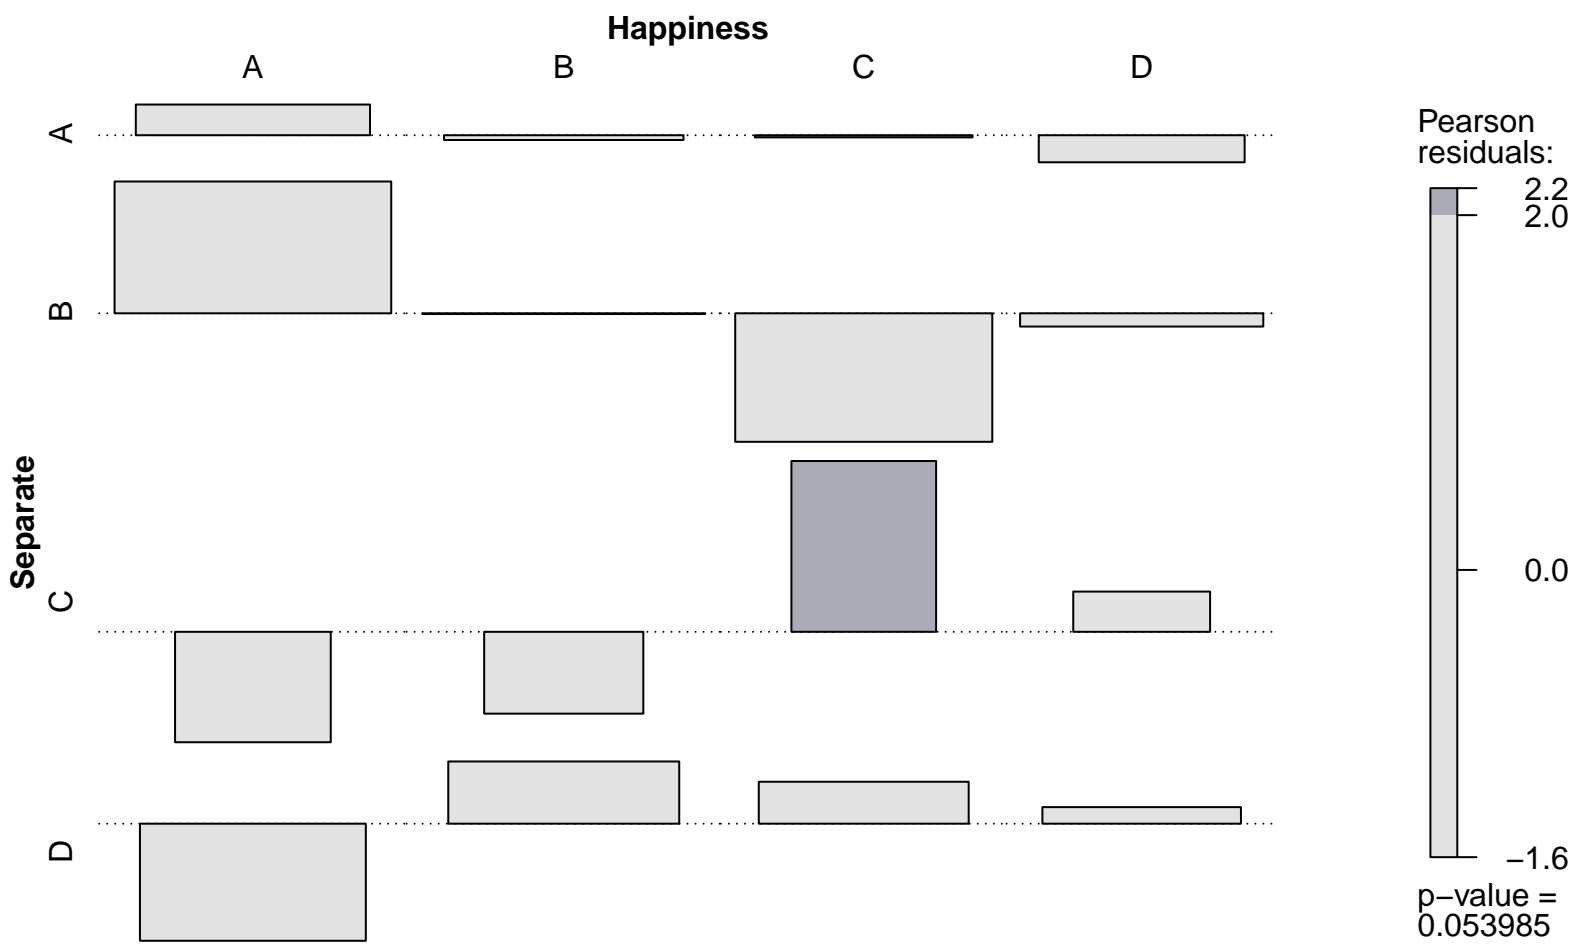 Happiness
A B C D
A
B
C
D
Separate
Pearson
residuals:
2.2
2.0
0.0
−1.6
p−value =
0.053985